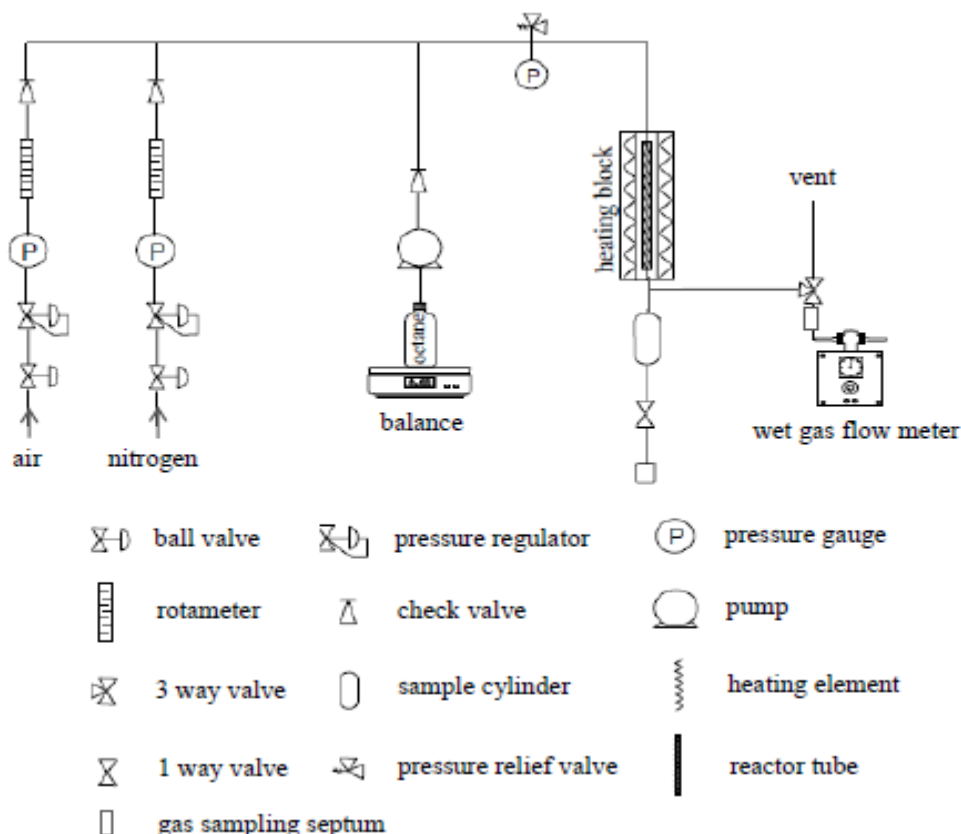 P
heating block
vent
P
P
octane
balance
wet gas flow meter
air
nitrogen
ball valve
pressure regulator
P
pressure gauge
rotameter
check valve
pump
3 way valve
sample cylinder
heating element
1 way valve
pressure relief valve
reactor tube
gas sampling septum